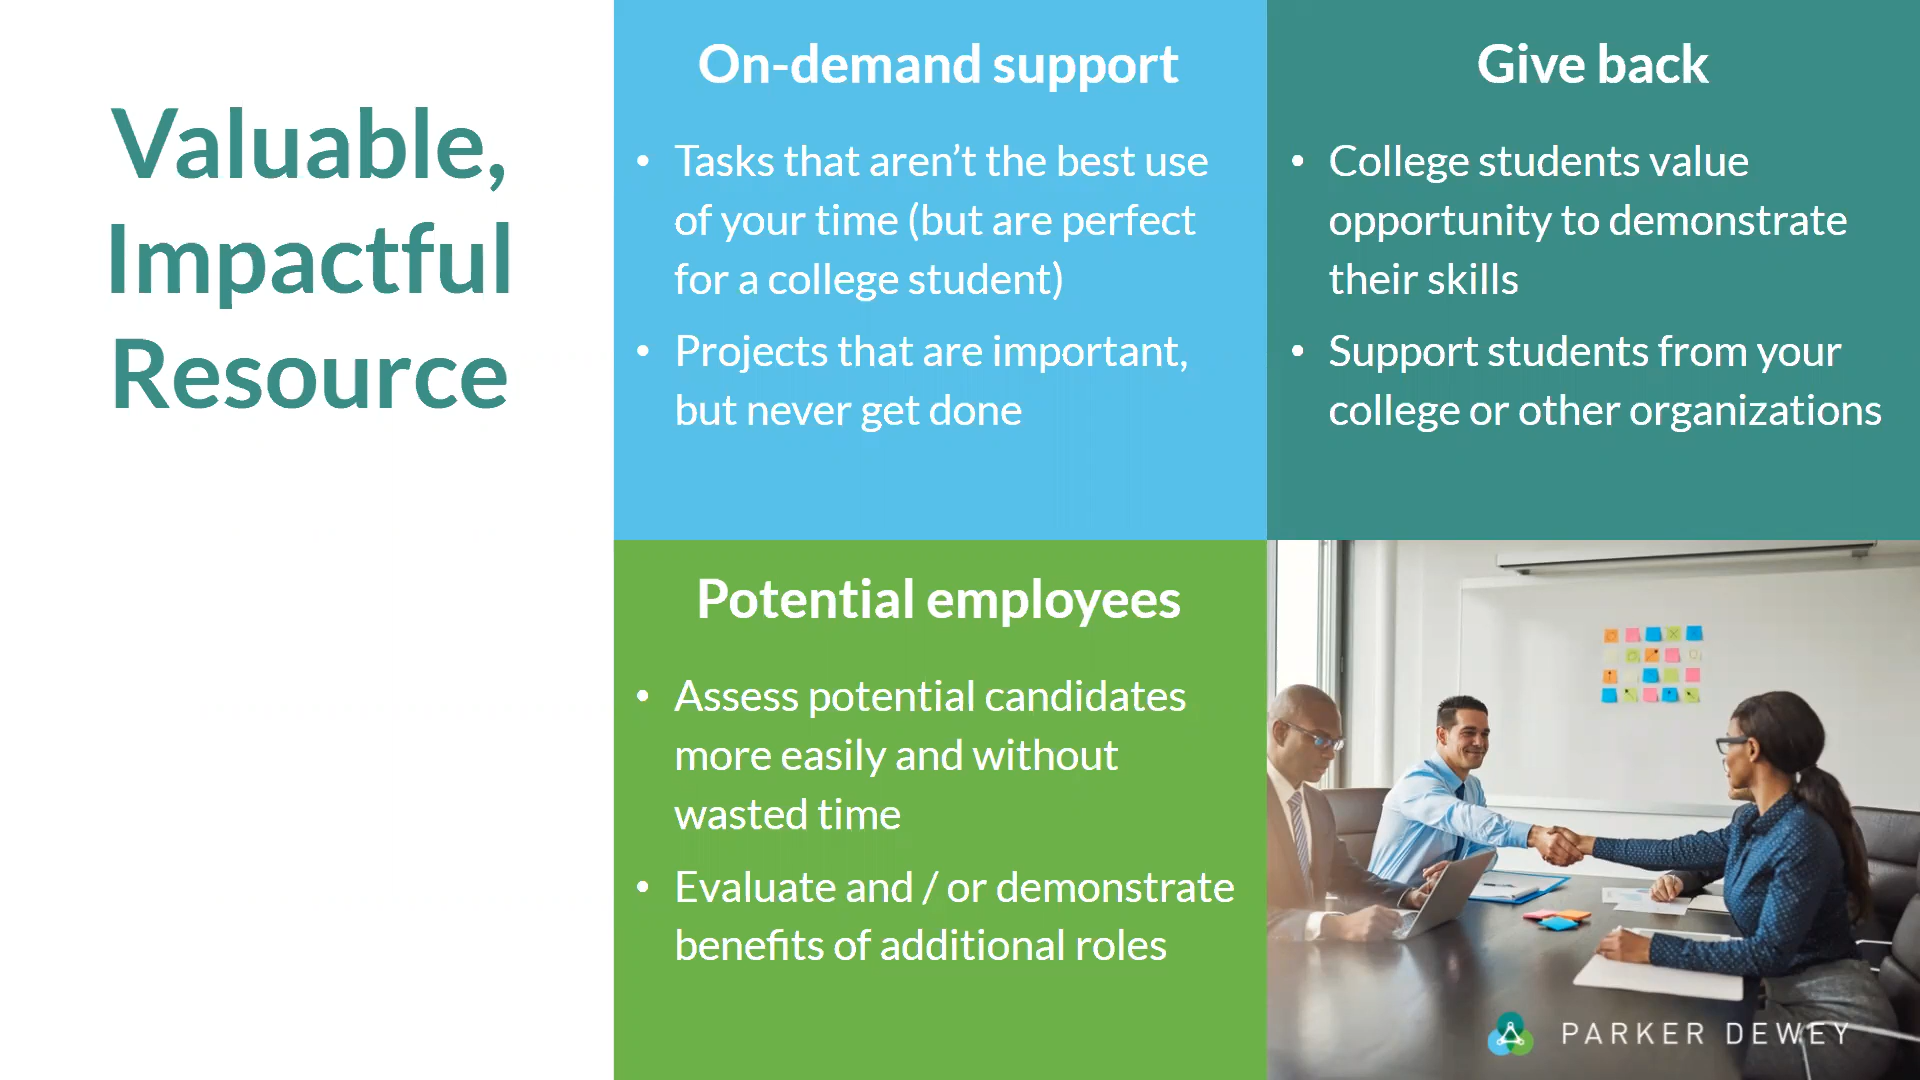 Valuable,
Impactful
Resource
On-demand support
• Tasks that aren’t the best use
of your time (but are perfect
for a college student)
• Projects that are important,
but never get done
Give back
• College students value
opportunity to demonstrate
their skills
• Support students from your
college or other organizations
Potential employees
• Assess potential candidates
more easily and without
wasted time
• Evaluate and / or demonstrate
benefits of additional roles
PARKER DEWEY